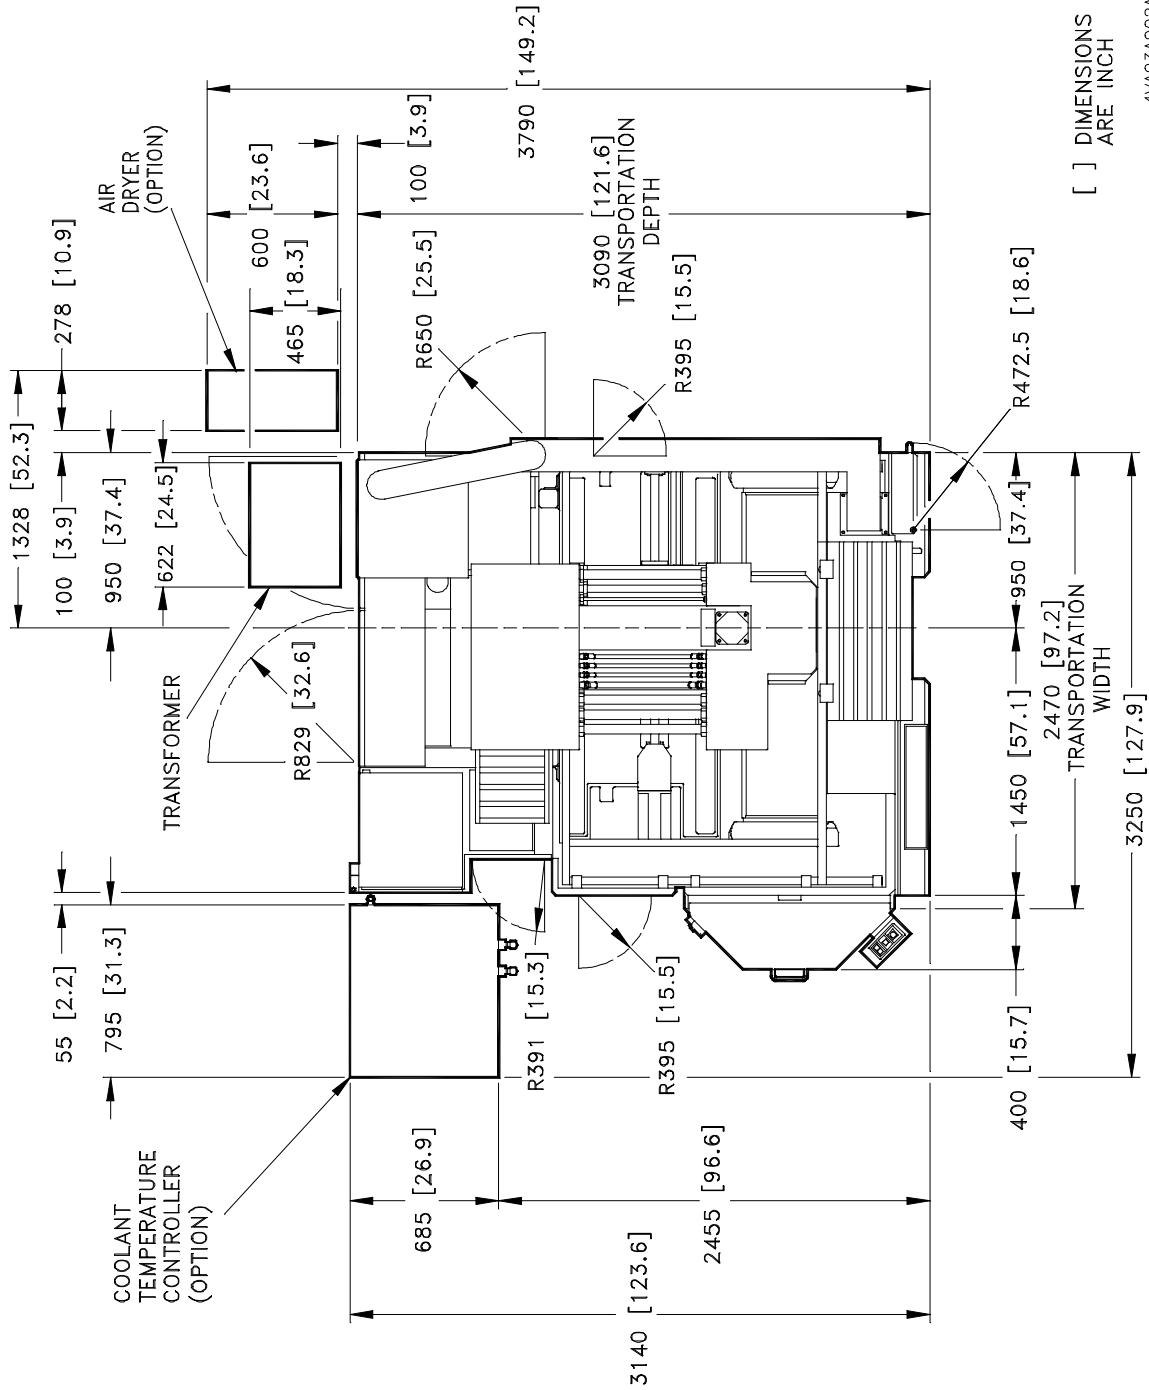 1328 [52.3]
278 [10.9]
100 [3.9]
950 [37.4]
622 [24.5]
AIR
DRYER
(OPTION)
600 [23.6]
465 [18.3]
100 [3.9]
3790 [149.2]
3090 [121.6]
TRANSPORTATION
DEPTH
R650 [25.5]
R395 [15.5]
R472.5 [18.6]
[ ] DIMENSIONS
ARE INCH
TRANSFORMER
R829 [32.6]
55 [2.2]
795 [31.3]
COOLANT
TEMPERATURE
CONTROLLER
(OPTION)
R391 [15.3]
R395 [15.5]
685 [26.9]
2455 [96.6]
3140 [123.6]
400 [15.7]
1450 [57.1]
950 [37.4]
2470 [97.2]
TRANSPORTATION
WIDTH
3250 [127.9]